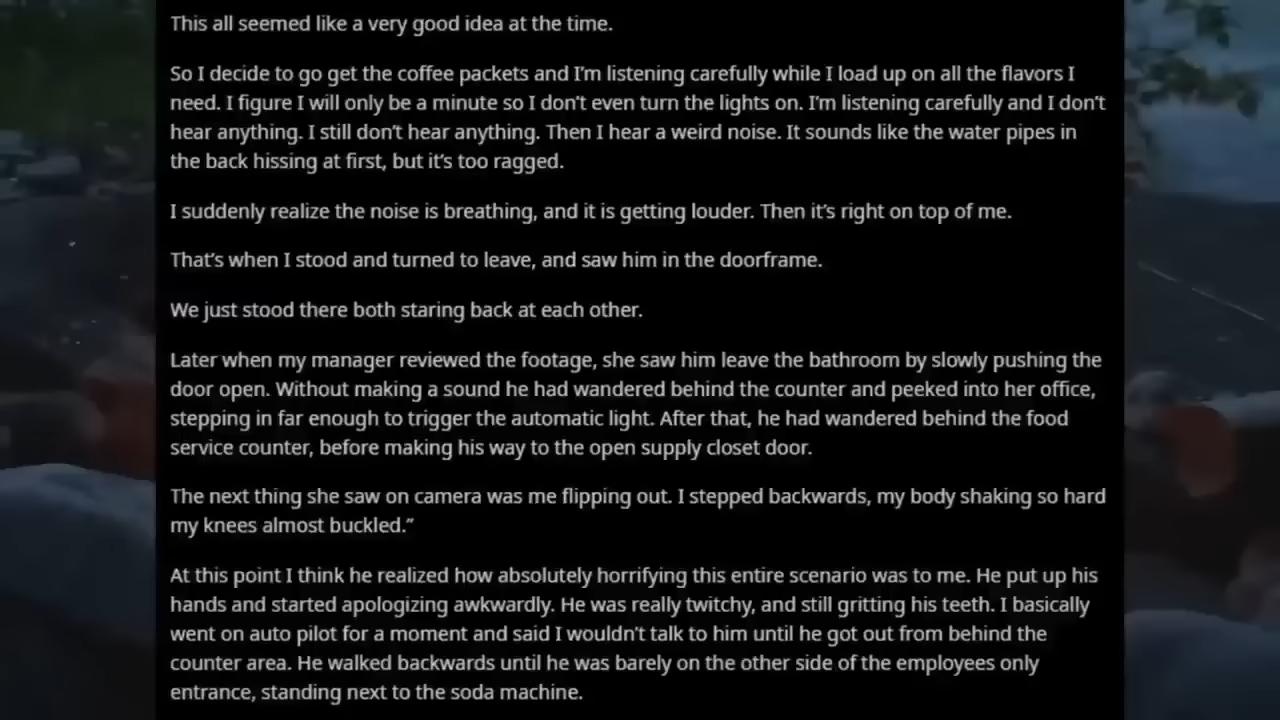 This all seemed like a very good idea at the time.
So I decide to go get the coffee packets and I’m listening carefully while I load up on all the flavors I
need. I figure I will only be a minute so I don’t even turn the lights on. I’m listening carefully and I don’t
hear anything. I still don’t hear anything. Then I hear a weird noise. It sounds like the water pipes in
the back hissing at first, but it’s too ragged.
I suddenly realize the noise is breathing, and it is getting louder. Then it’s right on top of me.
That’s when I stood and turned to leave, and saw him in the doorframe.
We just stood there both staring back at each other.
Later when my manager reviewed the footage, she saw him leave the bathroom by slowly pushing the
door open. Without making a sound he had wandered behind the counter and peeked into her office,
stepping in far enough to trigger the automatic light. After that, he had wandered behind the food
service counter, before making his way to the open supply closet door.
The next thing she saw on camera was me flipping out. I stepped backwards, my body shaking so hard
my knees almost buckled.”
At this point I think he realized how absolutely horrifying this entire scenario was to me. He put up his
hands and started apologizing awkwardly. He was really twitchy, and still gritting his teeth. I basically
went on auto pilot for a moment and said I wouldn’t talk to him until he got out from behind the
counter area. He walked backwards until he was barely on the other side of the employees only
entrance, standing next to the soda machine.